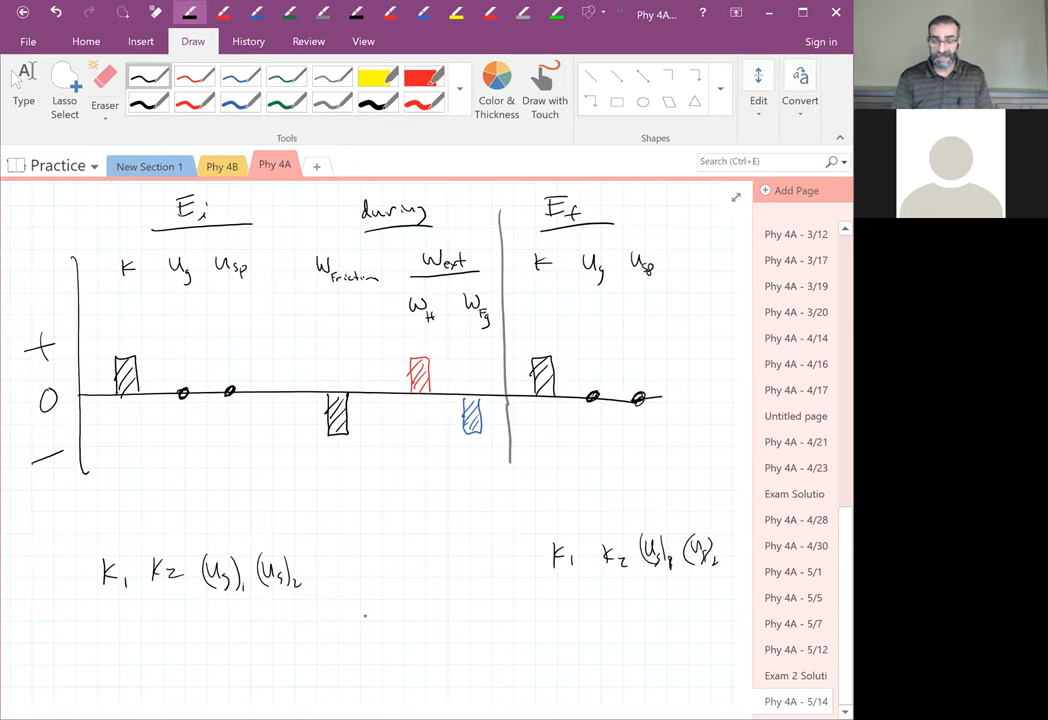 Phy 4A...
?
File
Home
Insert
Draw
History
Review
View
Sign in
Type
Lasso
Select
Eraser
Color &
Thickness
Draw with
Touch
Edit
Convert
Tools
Shapes
Practice
New Section 1
Phy 4B
Phy 4A
+
Search (Ctrl+E)
Add Page
Phy 4A - 3/12
Phy 4A - 3/17
Phy 4A - 3/19
Phy 4A - 3/20
Phy 4A - 4/14
Phy 4A - 4/16
Phy 4A - 4/17
Untitled page
Phy 4A - 4/21
Phy 4A - 4/23
Exam Solutio
Phy 4A - 4/28
Phy 4A - 4/30
Phy 4A - 5/1
Phy 4A - 5/5
Phy 4A - 5/7
Phy 4A - 5/12
Exam 2 Soluti
Phy 4A - 5/14
Ei during Ef
K Ug Usp Wfriction Wext K Ug Usp
WH WFg
+
0
−
K1 K2 (Ug)1 (Ug)2
K1 K2